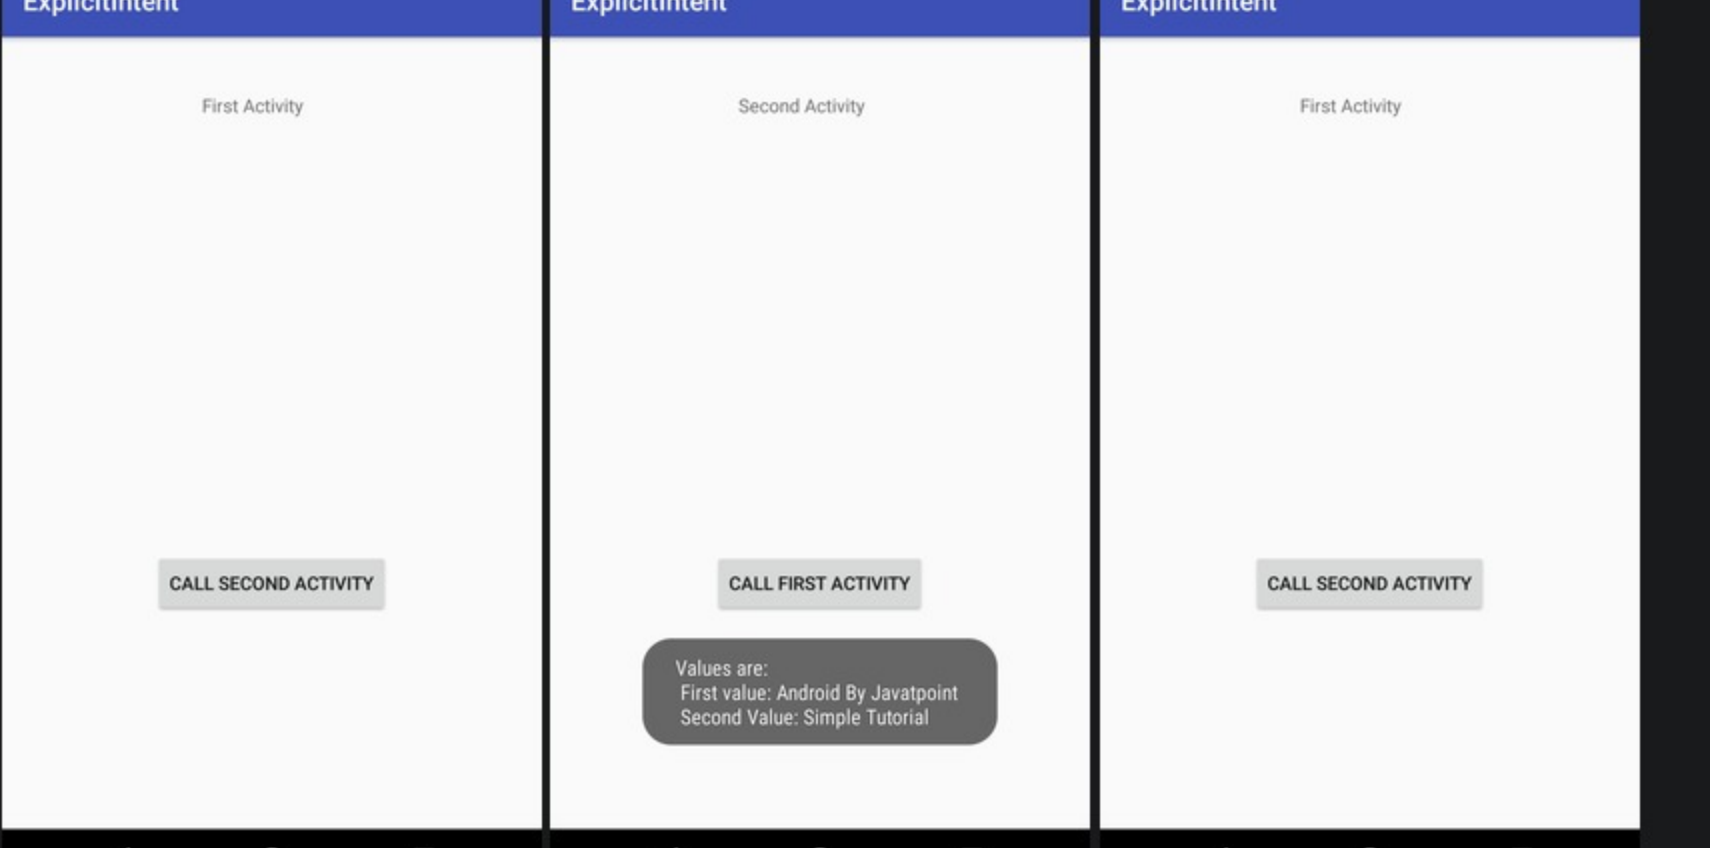 ExplicitIntent
First Activity
CALL SECOND ACTIVITY
ExplicitIntent
Second Activity
CALL FIRST ACTIVITY
Values are:
First value: Android By Javatpoint
Second Value: Simple Tutorial
ExplicitIntent
First Activity
CALL SECOND ACTIVITY